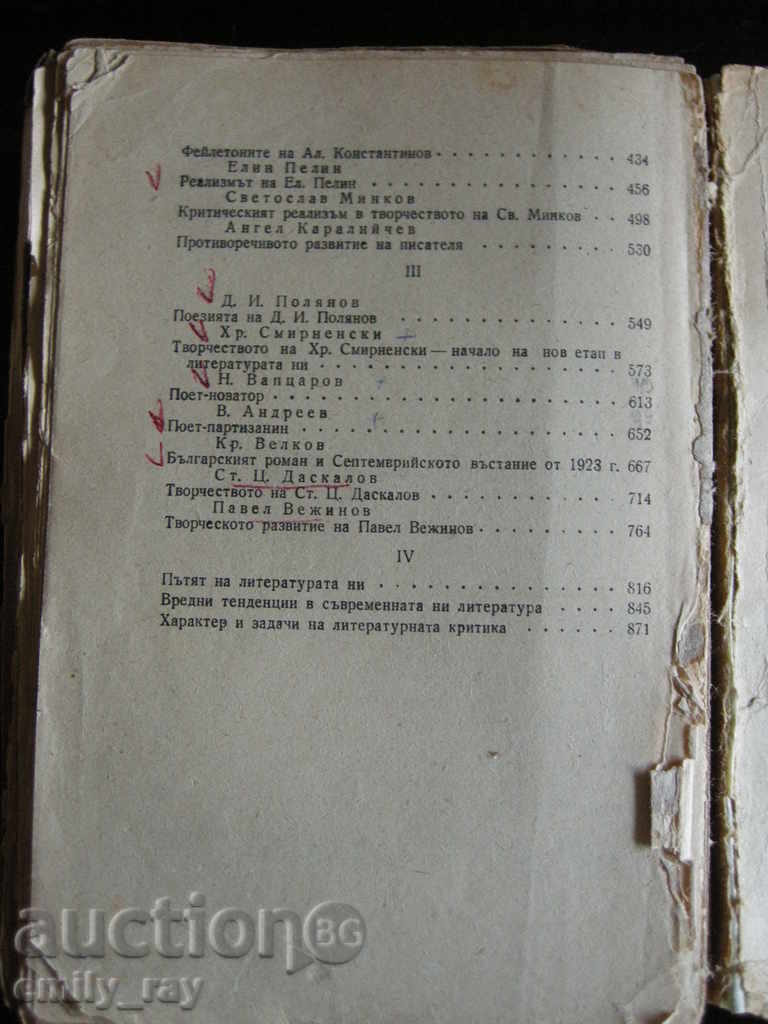 Фейлетоните на Ал. Константинов . . . . . . . . . . . 434
Елин Пелин
Реализмът на Ел. Пелин . . . . . . . . . . . . . . . 456
Светослав Минков
Критическият реализъм в творчеството на Св. Минков . . 498
Ангел Каралийчев
Противоречивото развитие на писателя . . . . . . . . . 530
III
Д. И. Полянов
Поезията на Д. И. Полянов . . . . . . . . . . . . . . 549
Хр. Смирненски
Творчеството на Хр. Смирненски — начало на нов етап в
литературата ни . . . . . . . . . . . . . . . . . . 573
Н. Вапцаров
Поет-новатор . . . . . . . . . . . . . . . . . . . . 613
В. Андреев
Поет-партизанин . . . . . . . . . . . . . . . . . . . 652
Кр. Велков
Българският роман и Септемврийското въстание от 1923 г. 667
Ст. Ц. Даскалов
Творчеството на Ст. Ц. Даскалов . . . . . . . . . . . 714
Павел Вежинов
Творческото развитие на Павел Вежинов . . . . . . . . 764
IV
Пътят на литературата ни . . . . . . . . . . . . . . 816
Вредни тенденции в съвременната ни литература . . . . 845
Характер и задачи на литературната критика . . . . . . 871
auction BG
emily_ray